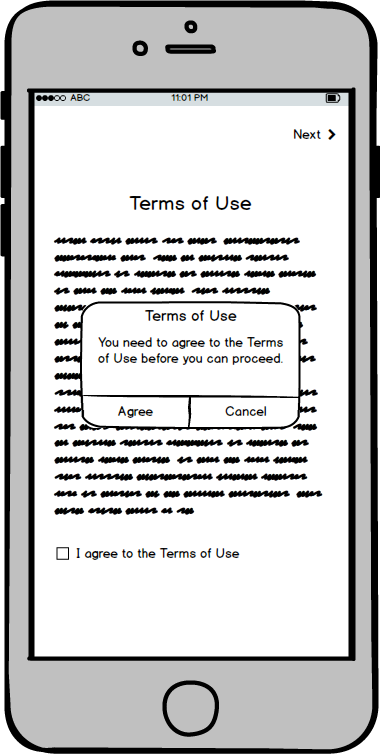 ABC 11:01 PM
Next
Terms of Use
Terms of Use
You need to agree to the Terms
of Use before you can proceed.
Agree Cancel
I agree to the Terms of Use